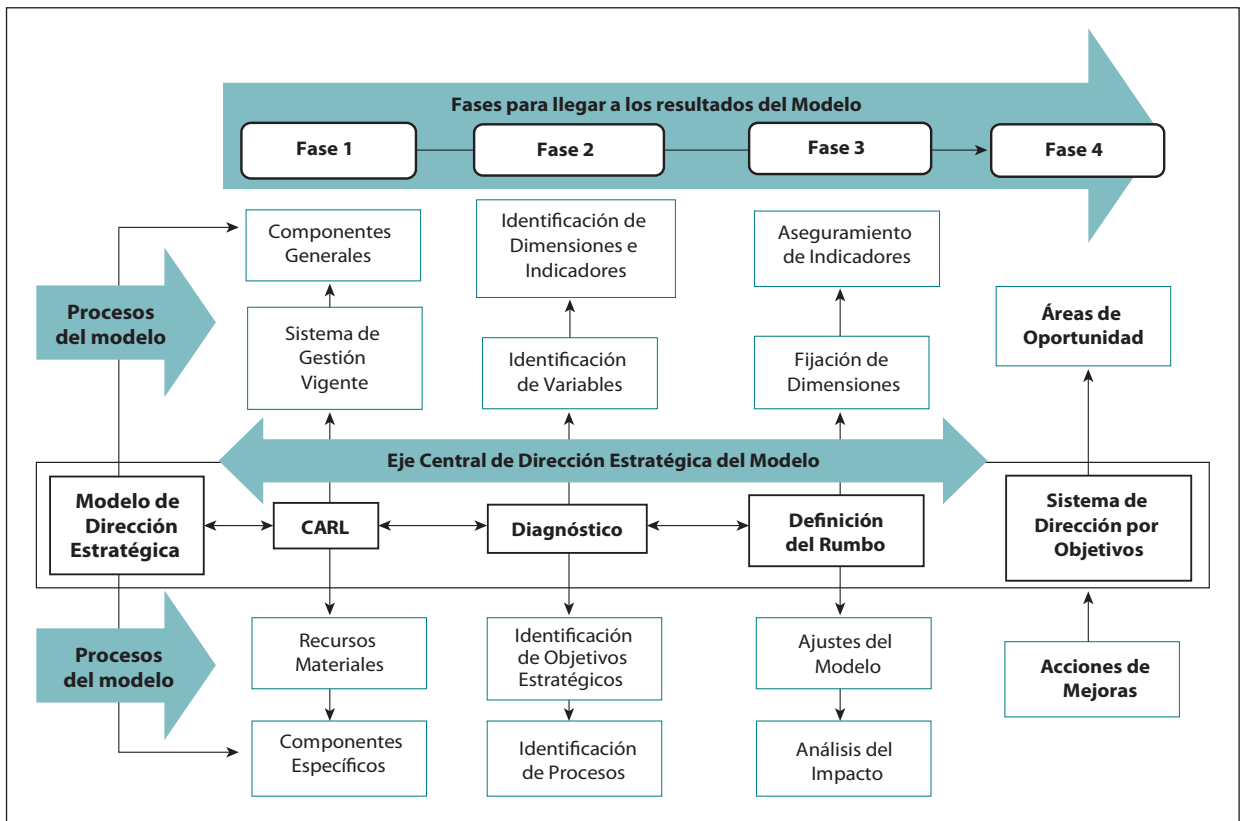 Fases para llegar a los resultados del Modelo
Fase 1
Fase 2
Fase 3
Fase 4
Componentes
Generales
Identificación de
Dimensiones e
Indicadores
Aseguramiento
de Indicadores
Procesos
del modelo
Sistema de
Gestión
Vigente
Identificación
de Variables
Fijación de
Dimensiones
Áreas de
Oportunidad
Eje Central de Dirección Estratégica del Modelo
Modelo de
Dirección
Estratégica
CARL
Diagnóstico
Definición
del Rumbo
Sistema de
Dirección por
Objetivos
Procesos
del modelo
Recursos
Materiales
Identificación
de Objetivos
Estratégicos
Ajustes del
Modelo
Acciones de
Mejoras
Componentes
Específicos
Identificación
de Procesos
Análisis del
Impacto